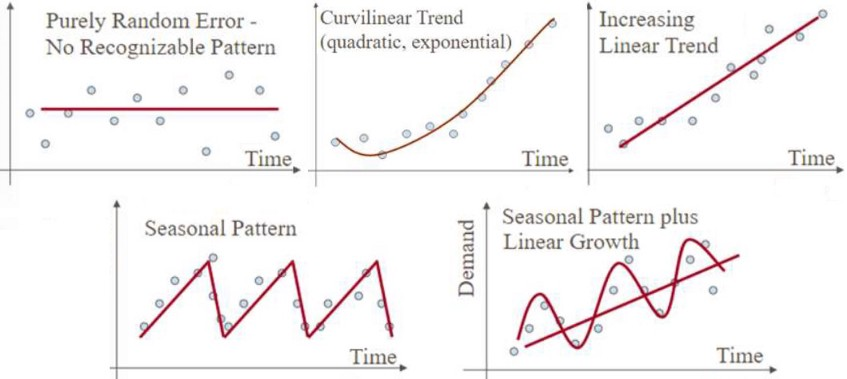 Purely Random Error -
No Recognizable Pattern
Time
Curvilinear Trend
(quadratic, exponential)
Time
Increasing
Linear Trend
Time
Seasonal Pattern
Time
Demand
Seasonal Pattern plus
Linear Growth
Time